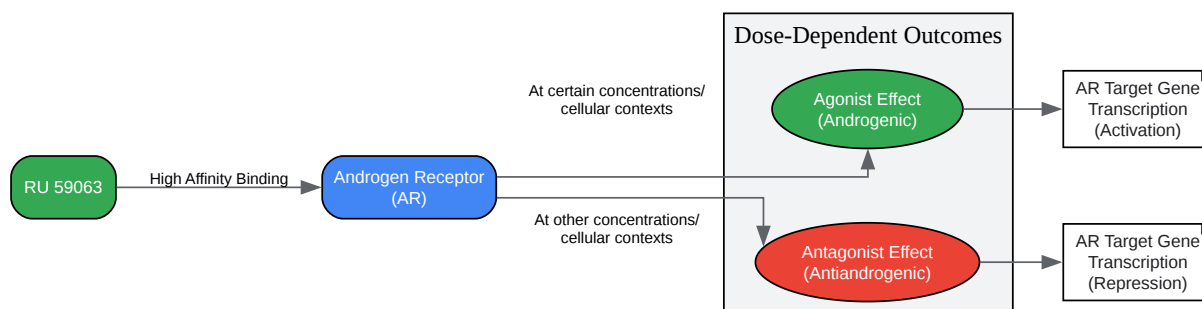 Dose-Dependent Outcomes
At certain concentrations/
cellular contexts
Agonist Effect
(Androgenic)
AR Target Gene
Transcription
(Activation)
RU 59063
High Affinity Binding
Androgen Receptor
(AR)
At other concentrations/
cellular contexts
Antagonist Effect
(Antiandrogenic)
AR Target Gene
Transcription
(Repression)